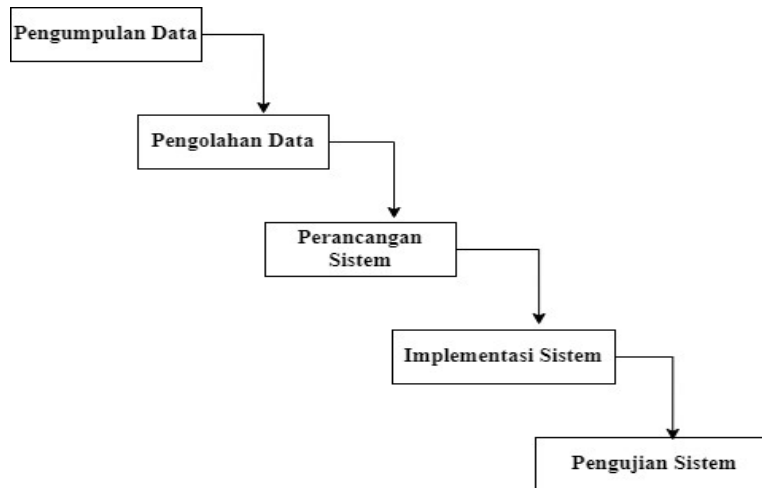 Pengumpulan Data
Pengolahan Data
Perancangan
Sistem
Implementasi Sistem
Pengujian Sistem